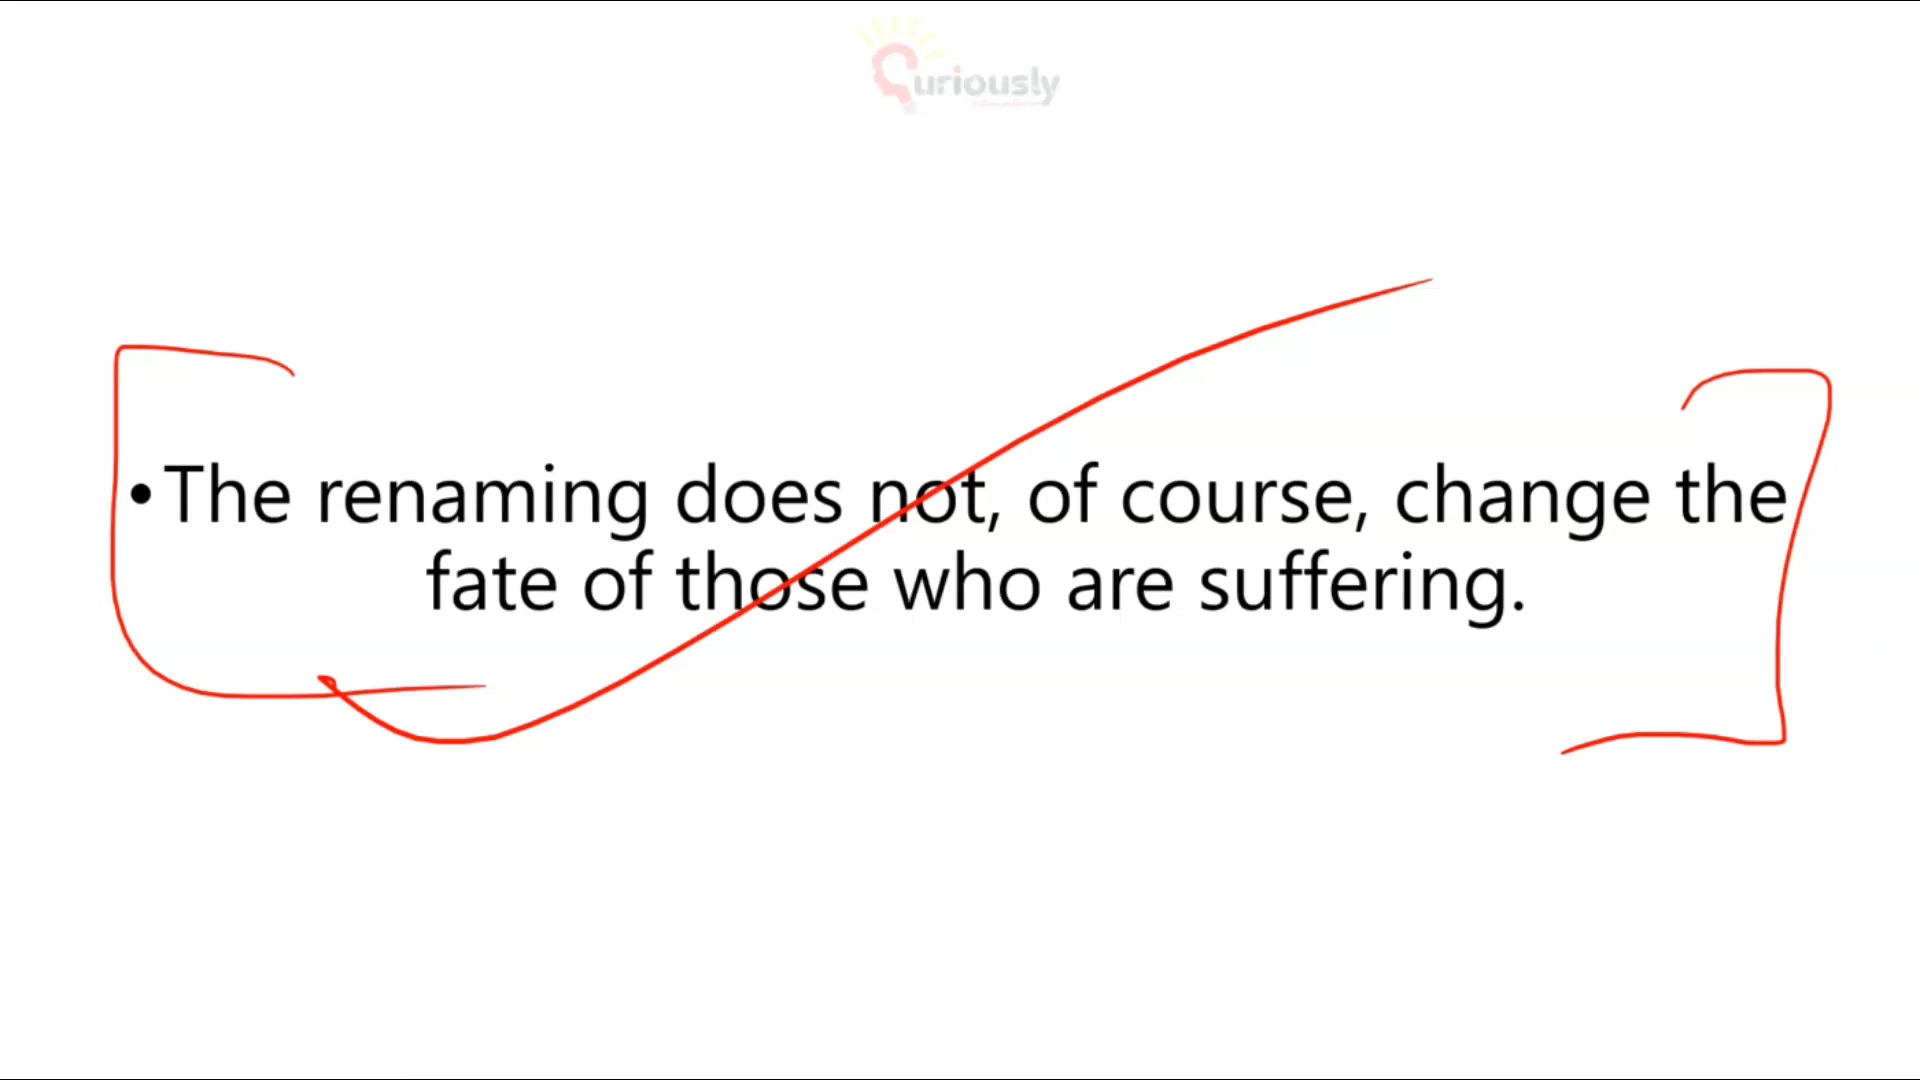 uriously
• The renaming does not, of course, change the
fate of those who are suffering.